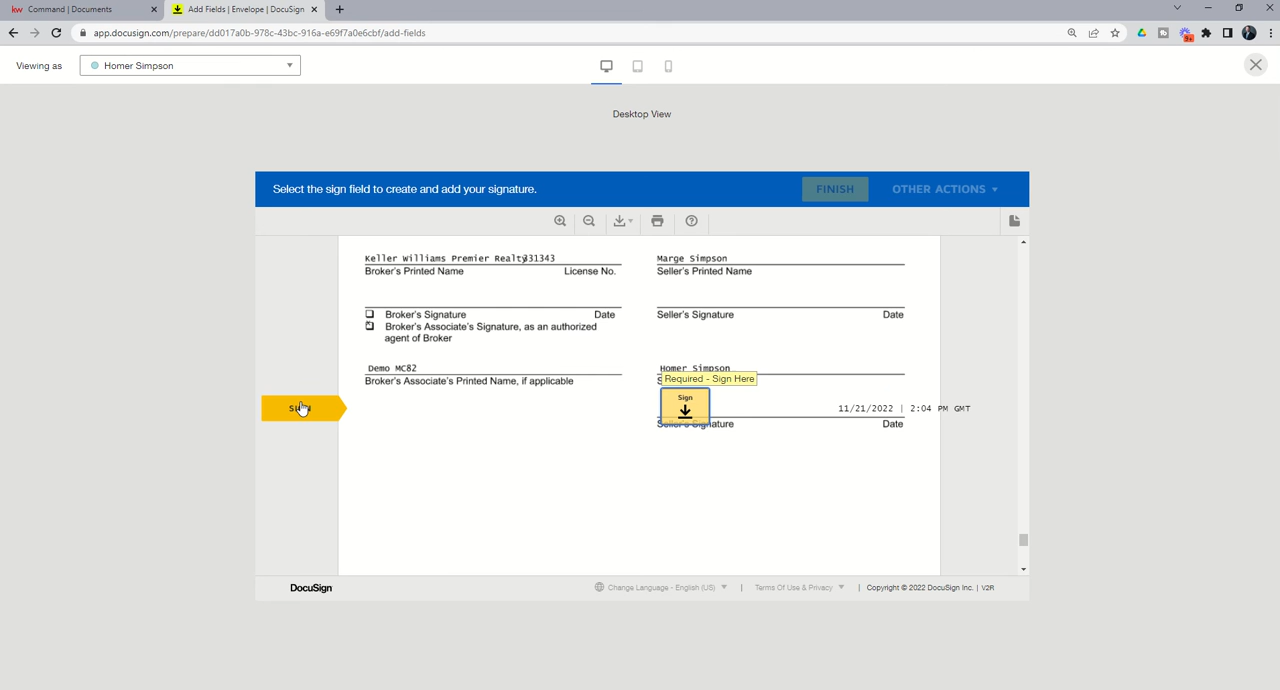 Command | Documents
Add Fields | Envelope | DocuSign
app.docusign.com/prepare/dd017a0b-978c-43bc-916a-e69f7a0e6cbf/add-fields
9+
Viewing as
Homer Simpson
Desktop View
Select the sign field to create and add your signature.
FINISH
OTHER ACTIONS
Keller Williams Premier Realty 331343
Marge Simpson
Broker's Printed Name
License No.
Seller's Printed Name
Broker's Signature
Date
Seller's Signature
Date
Broker's Associate's Signature, as an authorized
agent of Broker
Demo MC82
Homer Simpson
Broker's Associate's Printed Name, if applicable
Required - Sign Here
Sign
SIGN
11/21/2022 | 2:04 PM GMT
Seller's Signature
Date
DocuSign
Change Language - English (US)
|
Terms Of Use & Privacy
| Copyright © 2022 DocuSign Inc. | V2R